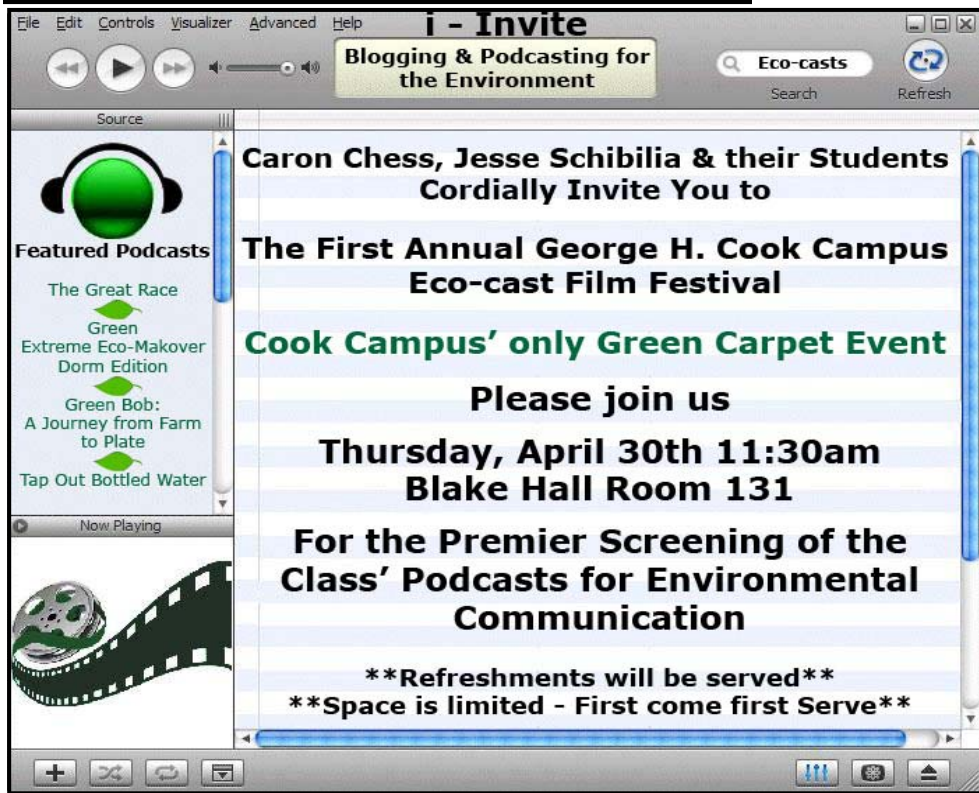 i - Invite
File Edit Controls Visualizer Advanced Help
Blogging & Podcasting for
the Environment
Eco-casts
Search
Refresh
Source
Featured Podcasts
The Great Race
Green
Extreme Eco-Makover
Dorm Edition
Green Bob:
A Journey from Farm
to Plate
Tap Out Bottled Water
Now Playing
Caron Chess, Jesse Schibilia & their Students
Cordially Invite You to
The First Annual George H. Cook Campus
Eco-cast Film Festival
Cook Campus’ only Green Carpet Event
Please join us
Thursday, April 30th 11:30am
Blake Hall Room 131
For the Premier Screening of the
Class’ Podcasts for Environmental
Communication
**Refreshments will be served**
**Space is limited - First come first Serve**